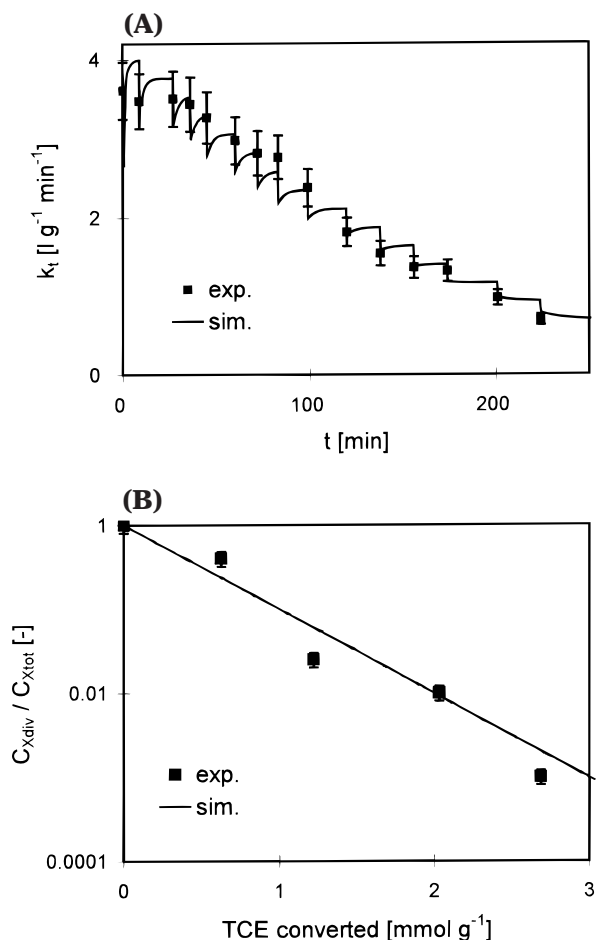 (A)
4
2
0
k_t [l g⁻¹ min⁻¹]
exp.
sim.
0 100 200
t [min]
(B)
1
0.01
0.0001
C_Xdiv / C_Xtot [-]
exp.
sim.
0 1 2 3
TCE converted [mmol g⁻¹]